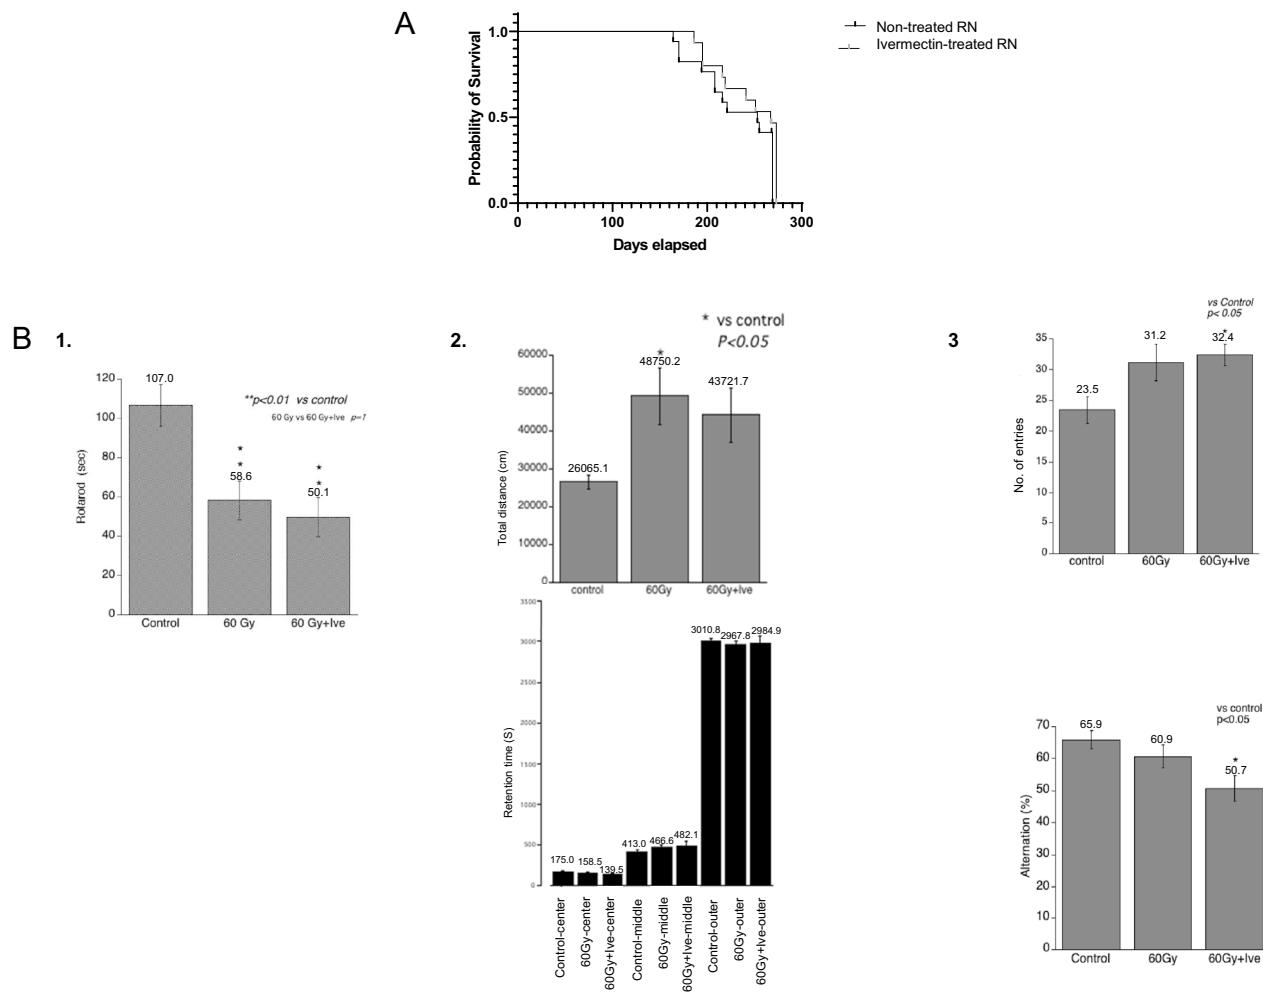 A
Probability of Survival
1.0
0.5
0.0
0
100
200
300
Days elapsed
Non-treated RN
Ivermectin-treated RN
B
1.
Rotarod (sec)
120
100
80
60
40
20
0
107.0
**p<0.01 vs control
60 Gy vs 60 Gy+Ive p=1
*
*
58.6
*
*
50.1
Control
60 Gy
60 Gy+Ive
2.
* vs control
P<0.05
Total distance (cm)
60000
50000
40000
30000
20000
10000
0
26065.1
*
48750.2
43721.7
control
60Gy
60Gy+Ive
Retention time (S)
3500
3000
2500
2000
1500
1000
500
0
175.0
158.5
139.5
413.0
466.6
482.1
3010.8
2967.8
2984.9
Control-center
60Gy-center
60Gy+Ive-center
Control-middle
60Gy-middle
60Gy+Ive-middle
Control-outer
60Gy-outer
60Gy+Ive-outer
3
vs Control
p< 0.05
No. of entries
35
30
25
20
15
10
5
0
23.5
31.2
*
32.4
control
60Gy
60Gy+Ive
vs control
p<0.05
Alternation (%)
70
60
50
40
30
20
10
0
65.9
60.9
*
50.7
Control
60Gy
60Gy+Ive